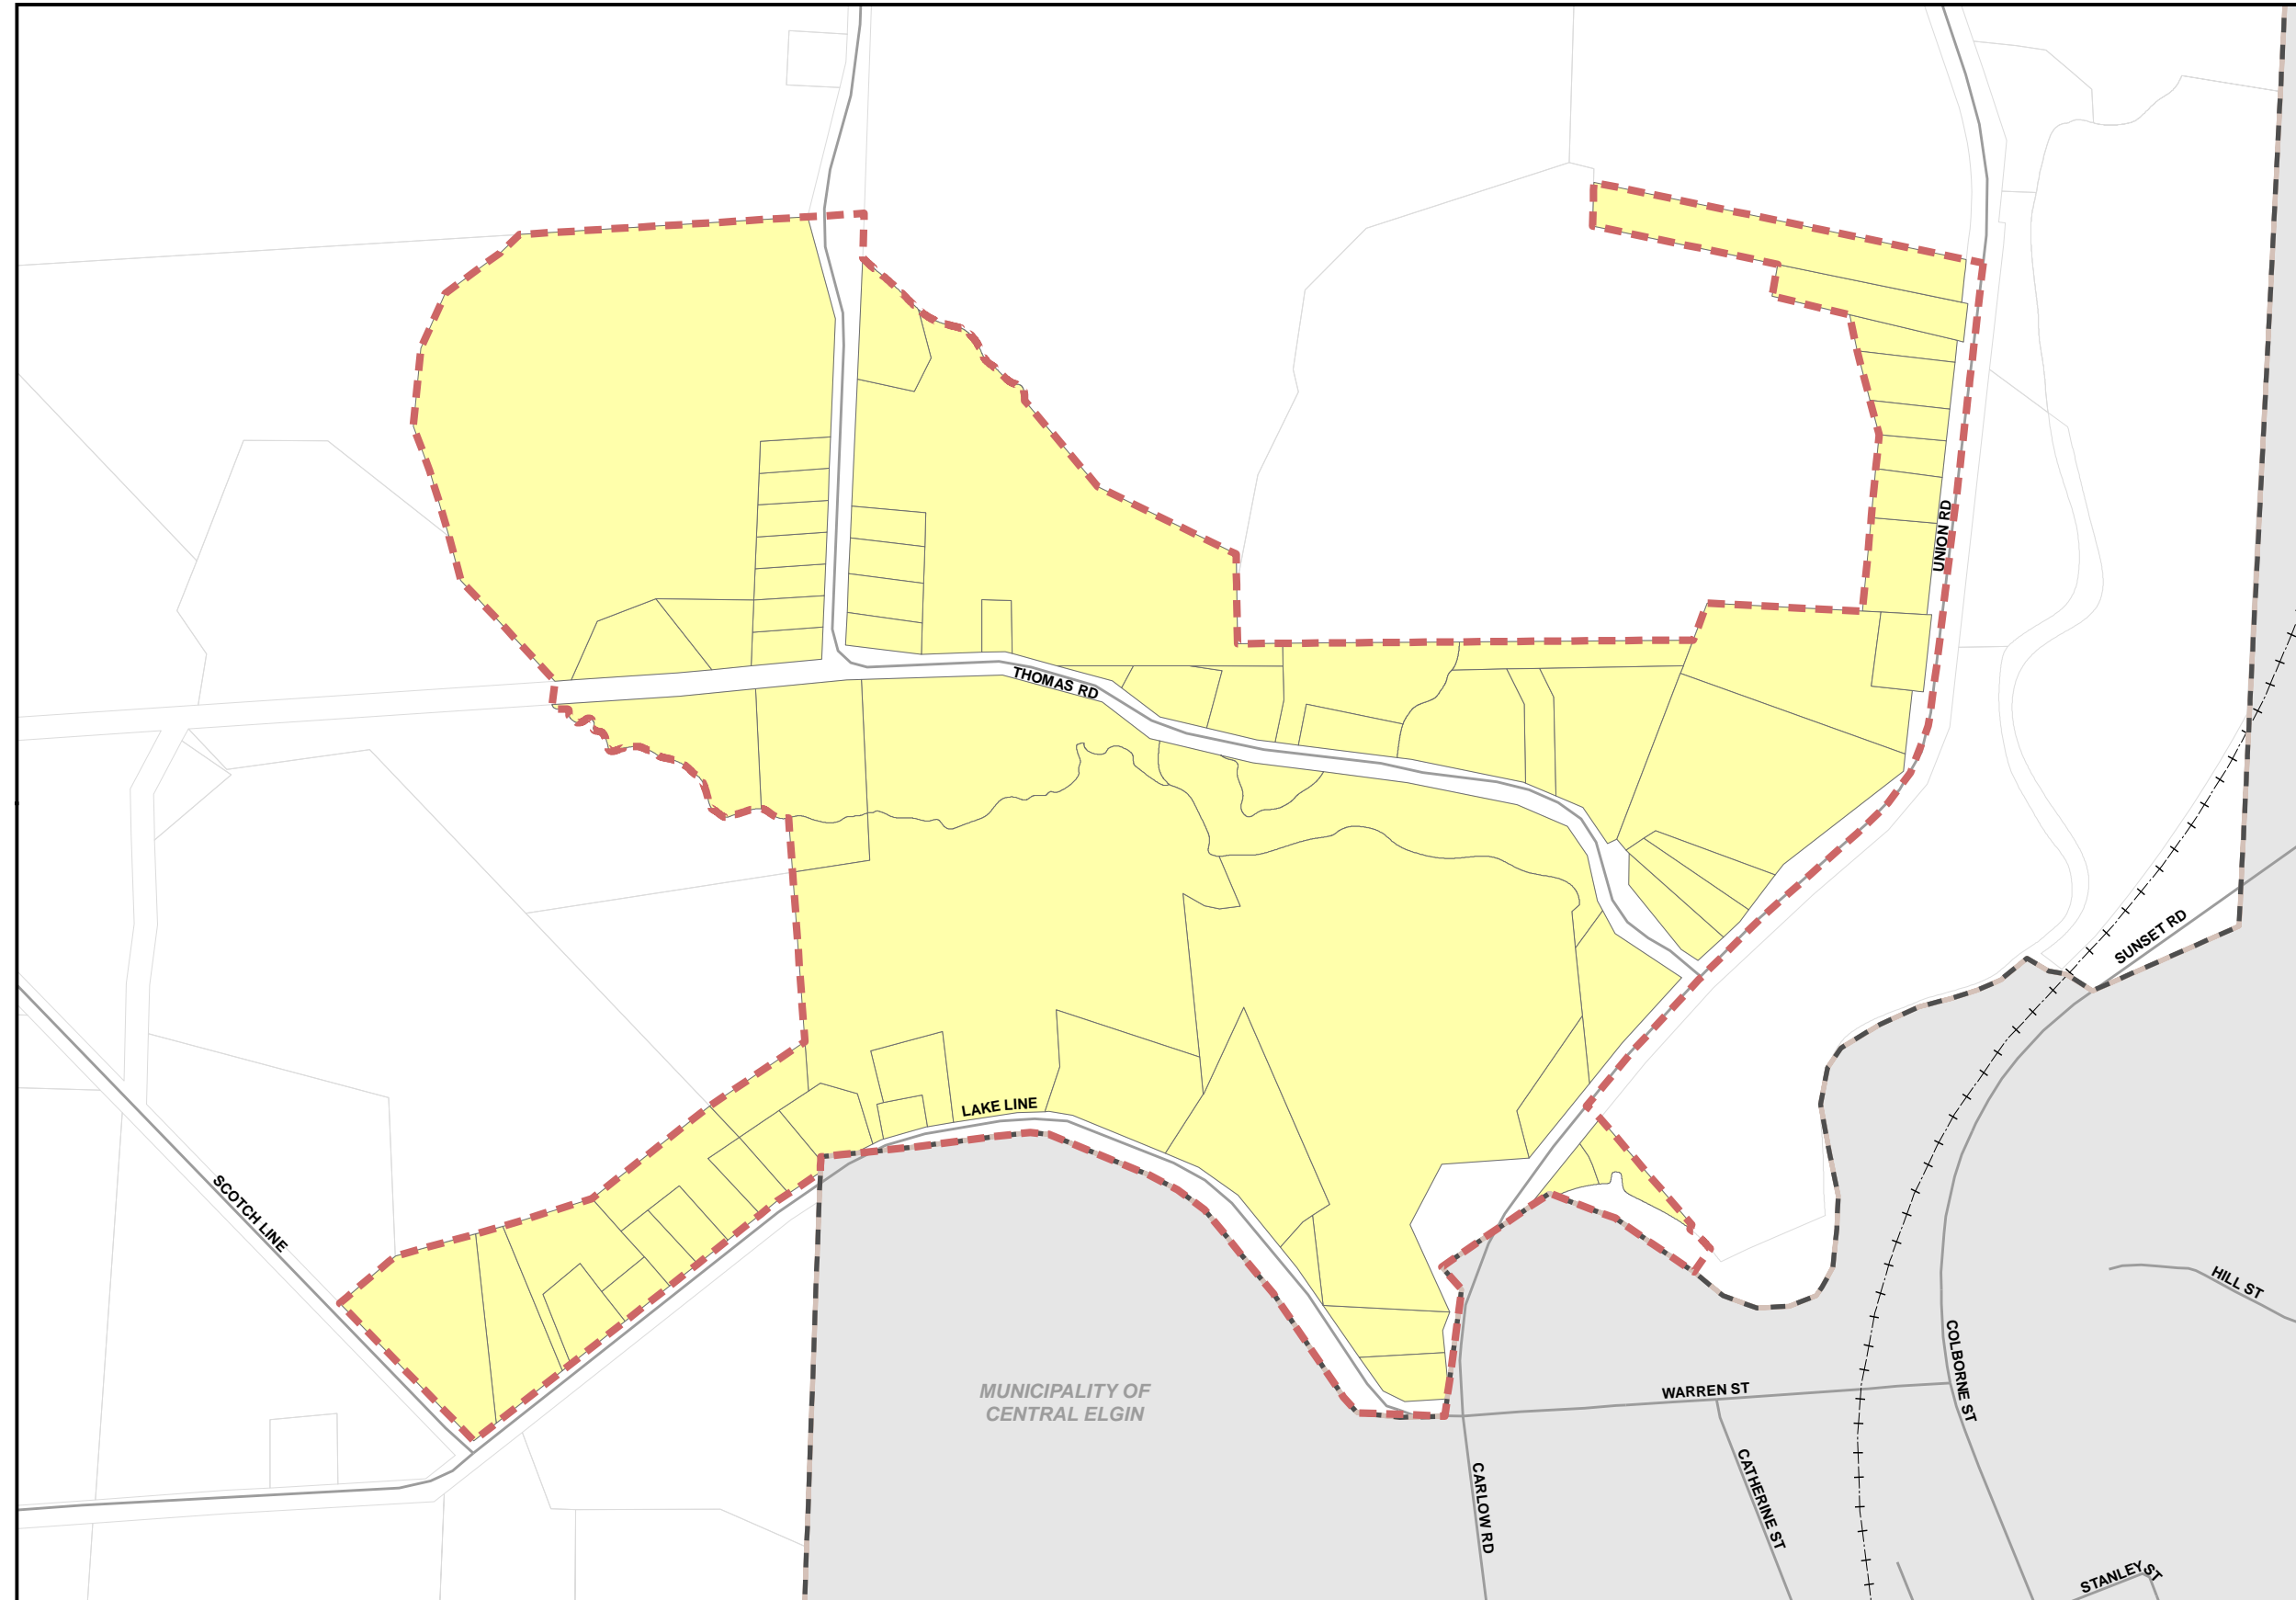 UNION RD
THOMAS RD
SUNSET RD
LAKE LINE
SCOTCH LINE
HILL ST
COLBORNE ST
MUNICIPALITY OF
CENTRAL ELGIN
WARREN ST
CATHERINE ST
CARLOW RD
STANLEY ST